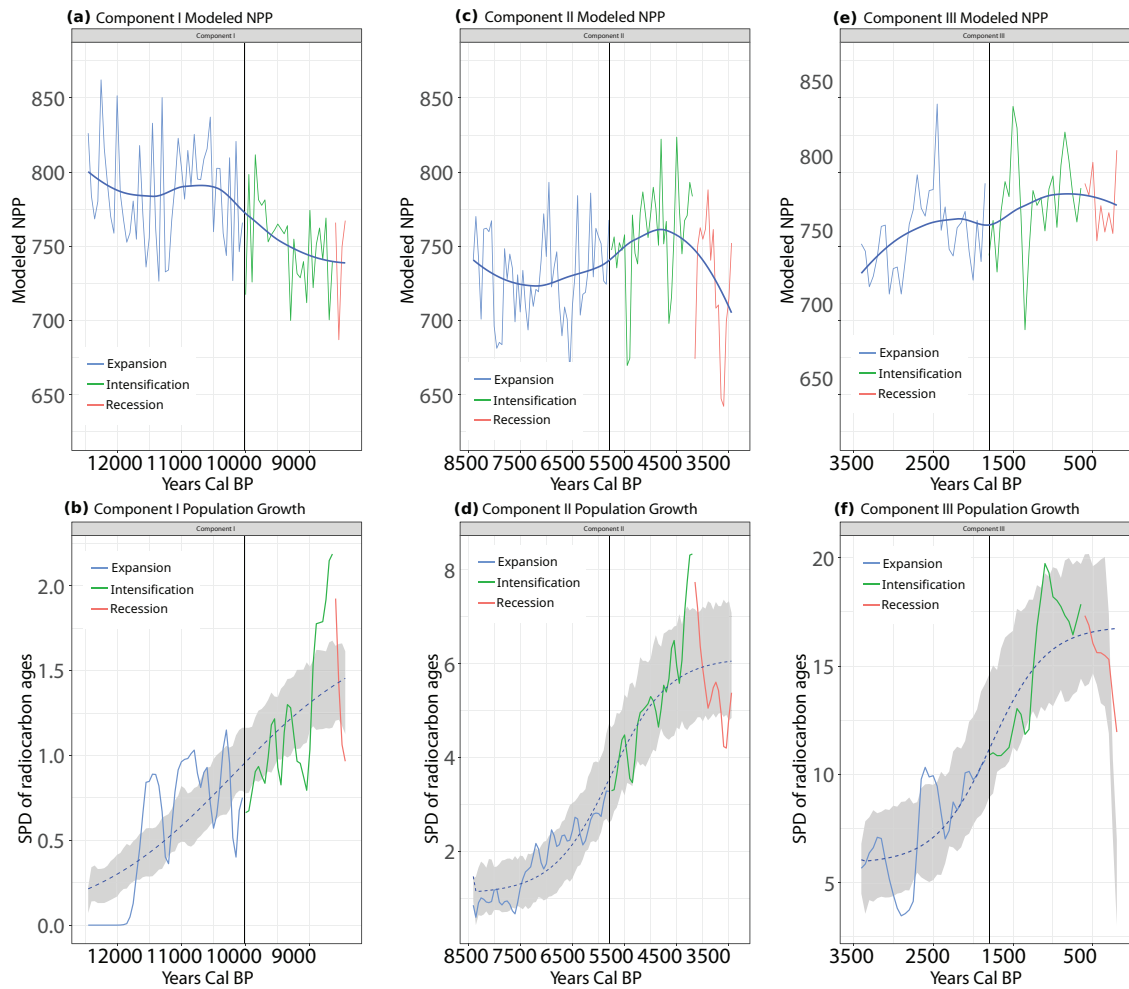 (a) Component I Modeled NPP
Component I
850
800
750
700
650
Modeled NPP
Expansion
Intensification
Recession
12000 11000 10000 9000
Years Cal BP
(c) Component II Modeled NPP
Component II
850
800
750
700
650
Modeled NPP
Expansion
Intensification
Recession
8500 7500 6500 5500 4500 3500
Years Cal BP
(e) Component III Modeled NPP
Component III
850
800
750
700
650
Modeled NPP
Expansion
Intensification
Recession
3500 2500 1500 500
Years Cal BP
(b) Component I Population Growth
Component I
2.0
1.5
1.0
0.5
0.0
SPD of radiocarbon ages
Expansion
Intensification
Recession
12000 11000 10000 9000
Years Cal BP
(d) Component II Population Growth
Component II
8
6
4
2
SPD of radiocarbon ages
Expansion
Intensification
Recession
8500 7500 6500 5500 4500 3500
Years Cal BP
(f) Component III Population Growth
Component III
20
15
10
5
SPD of radiocarbon ages
Expansion
Intensification
Recession
3500 2500 1500 500
Years Cal BP